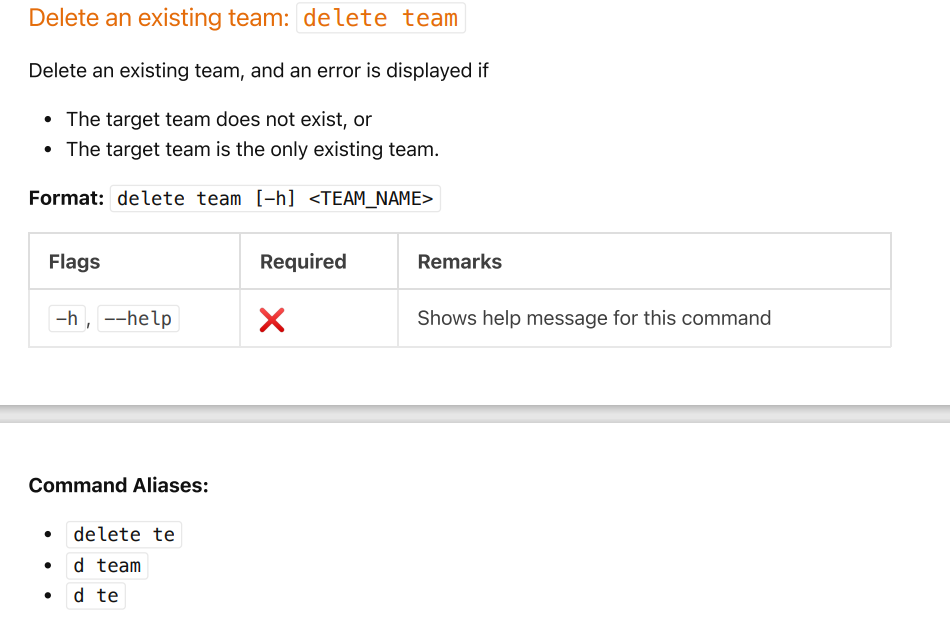 Delete an existing team: delete team
Delete an existing team, and an error is displayed if
• The target team does not exist, or
• The target team is the only existing team.
Format: delete team [-h] <TEAM_NAME>
Flags Required Remarks
-h, --help ❌ Shows help message for this command
Command Aliases:
• delete te
• d team
• d te